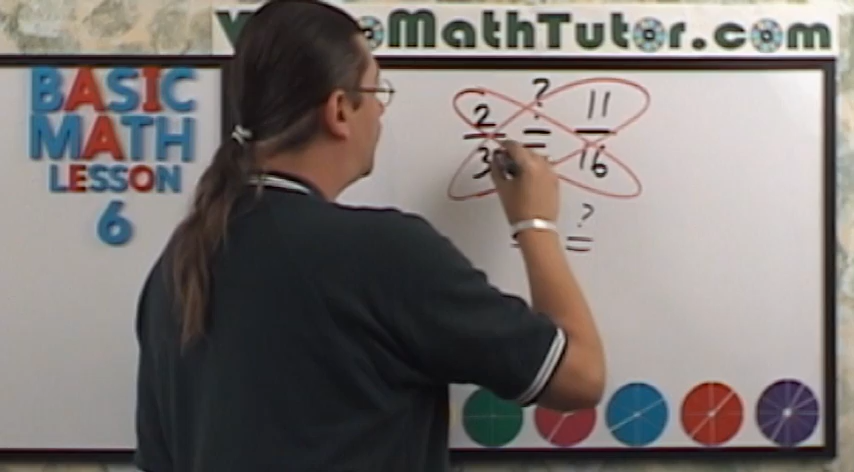 MathTutor.com
BASIC
MATH
LESSON
6
2 ? 11
— = —
3 16
?
=